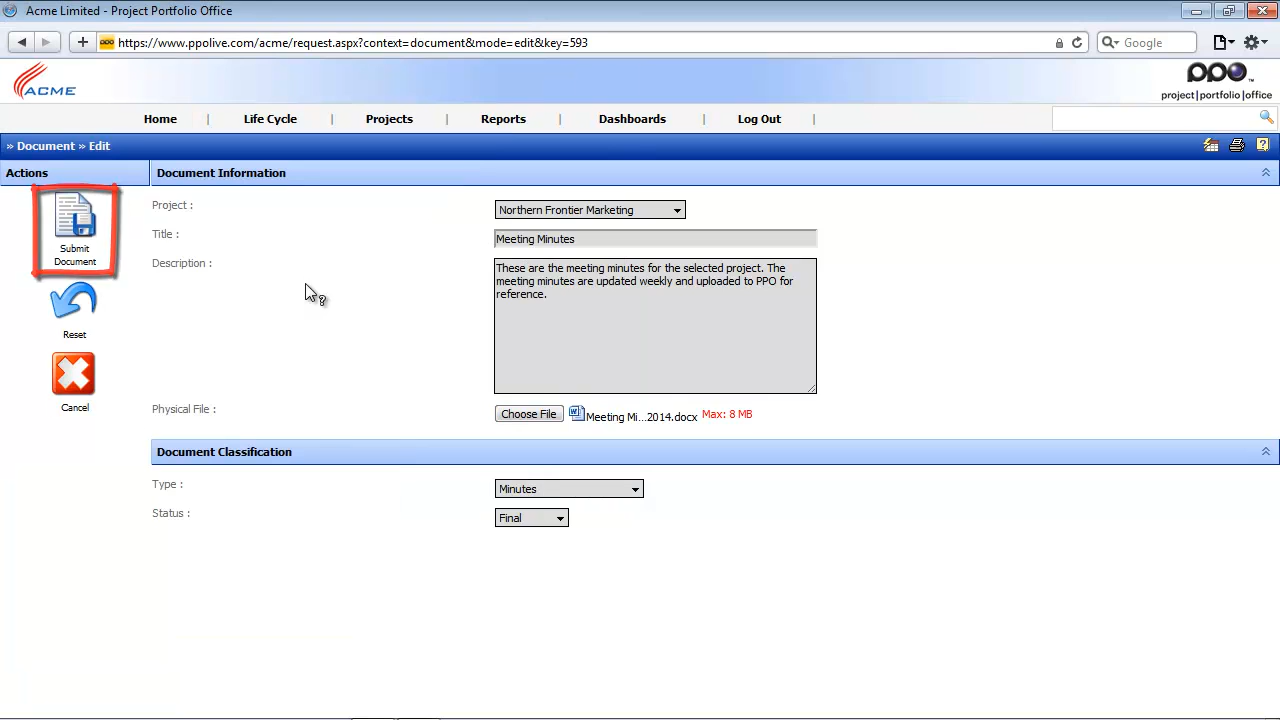 Acme Limited - Project Portfolio Office
https://www.ppolive.com/acme/request.aspx?context=document&mode=edit&key=593
Google
ACME
ppo™
project|portfolio|office
Home | Life Cycle | Projects | Reports | Dashboards | Log Out |
» Document » Edit
Actions
Document Information
Submit
Document
Reset
Cancel
Project :
Northern Frontier Marketing
Title :
Meeting Minutes
Description :
These are the meeting minutes for the selected project. The
meeting minutes are updated weekly and uploaded to PPO for
reference.
Physical File :
Choose File
Meeting Mi...2014.docx
Max: 8 MB
Document Classification
Type :
Minutes
Status :
Final